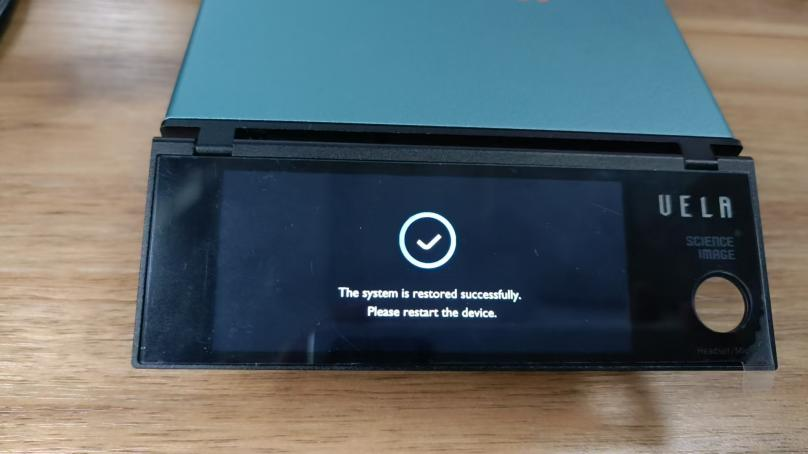 VELA
SCIENCE
IMAGE
The system is restored successfully.
Please restart the device.